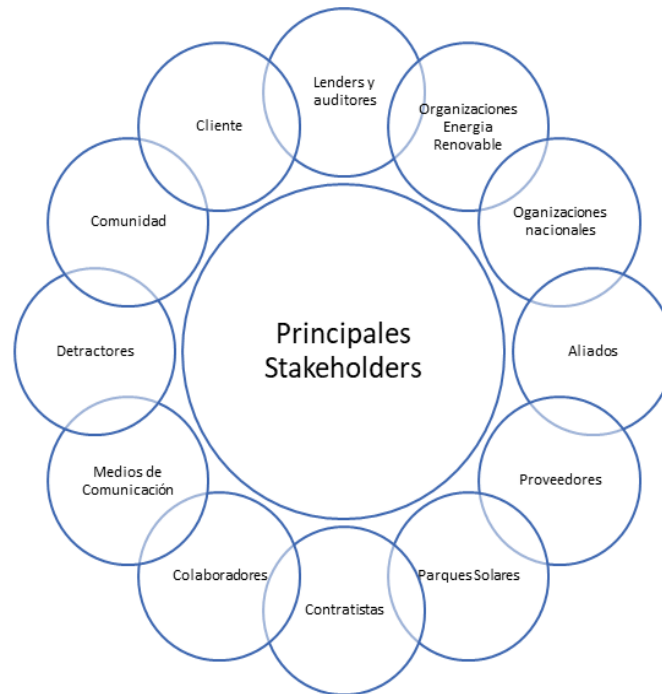 Lenders y
auditores
Organizaciones
Energia
Renovable
Oganizaciones
nacionales
Aliados
Proveedores
Parques Solares
Contratistas
Colaboradores
Medios de
Comunicación
Detractores
Comunidad
Cliente
Principales
Stakeholders